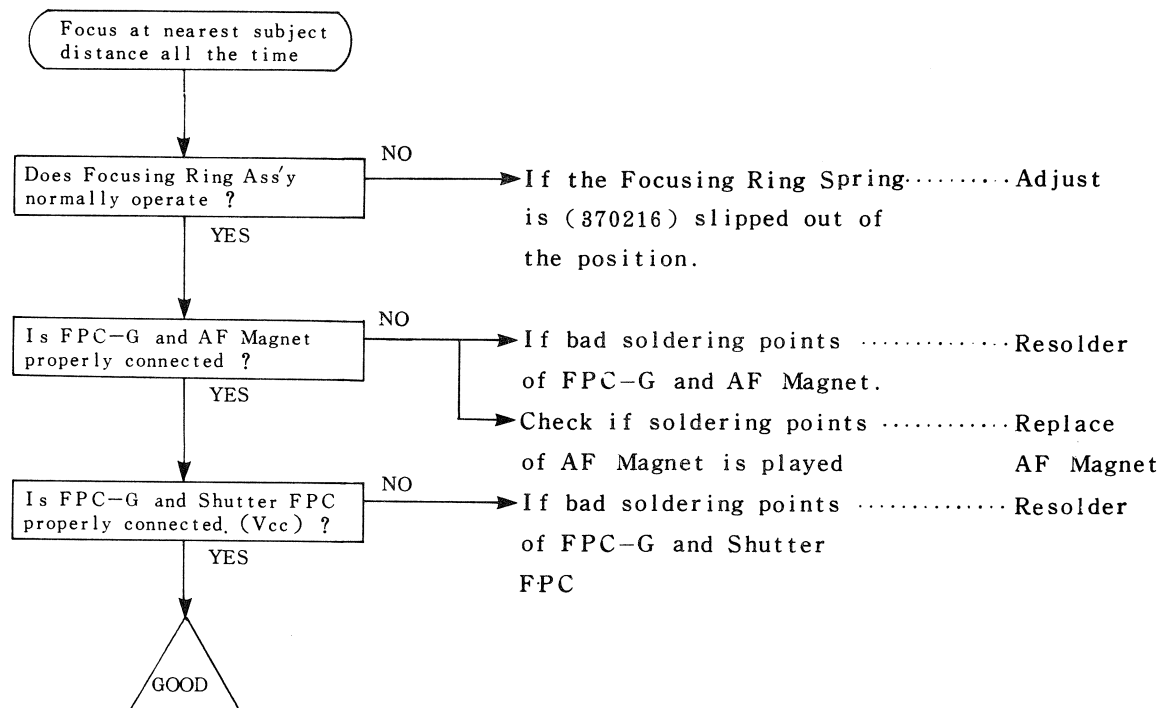 Focus at nearest subject
distance all the time
NO
Does Focusing Ring Ass'y
normally operate ?
If the Focusing Ring Spring·········· Adjust
is (370216) slipped out of
the position.
YES
NO
Is FPC-G and AF Magnet
properly connected ?
If bad soldering points ·············· Resolder
of FPC-G and AF Magnet.
YES
Check if soldering points ············ Replace
of AF Magnet is played AF Magnet
NO
Is FPC-G and Shutter FPC
properly connected. (Vcc) ?
If bad soldering points ·············· Resolder
of FPC-G and Shutter
FPC
YES
GOOD